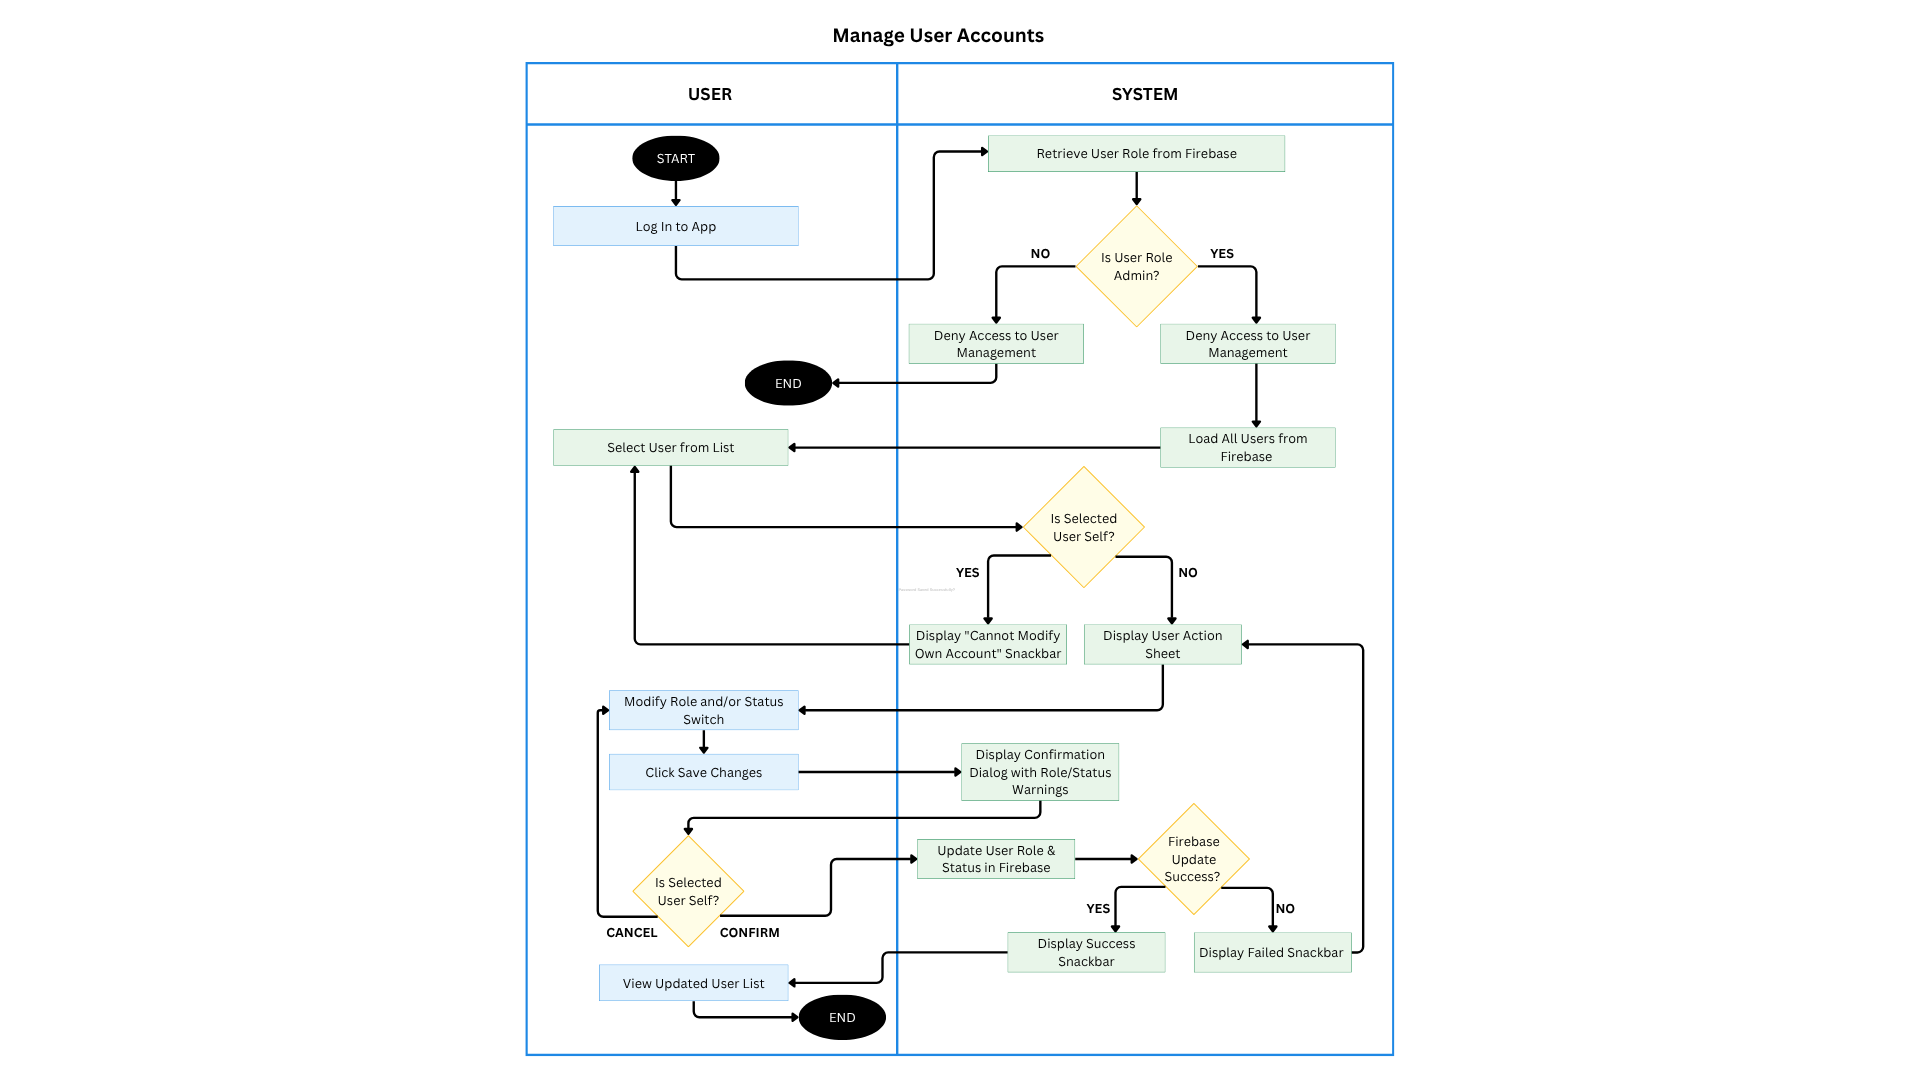 Manage User Accounts
USER
SYSTEM
START
Retrieve User Role from Firebase
Log In to App
Is User Role
Admin?
NO
YES
Deny Access to User
Management
Deny Access to User
Management
END
Select User from List
Load All Users from
Firebase
Is Selected
User Self?
YES
NO
Display "Cannot Modify
Own Account" Snackbar
Display User Action
Sheet
Modify Role and/or Status
Switch
Click Save Changes
Display Confirmation
Dialog with Role/Status
Warnings
Is Selected
User Self?
CANCEL
CONFIRM
Update User Role &
Status in Firebase
Firebase
Update
Success?
YES
NO
Display Success
Snackbar
Display Failed Snackbar
View Updated User List
END